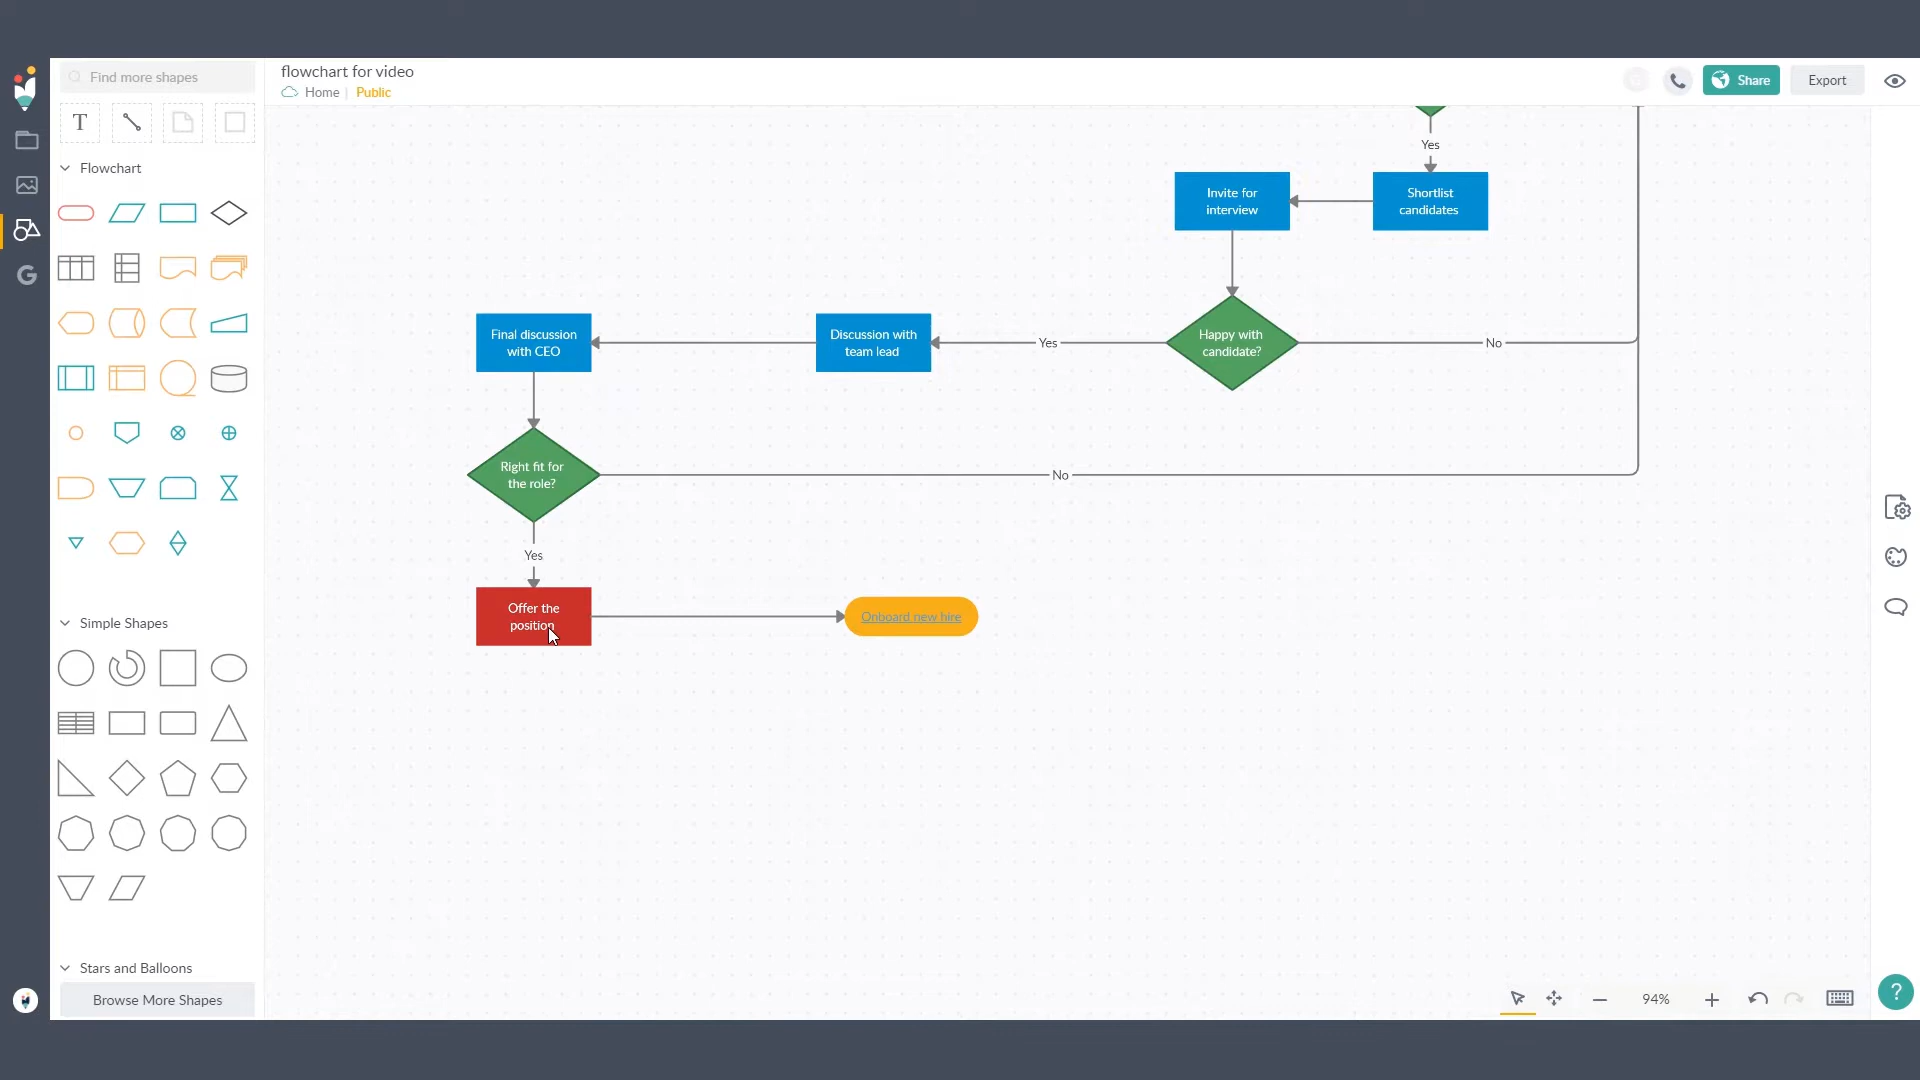 Find more shapes
flowchart for video
Home | Public
Share
Export
T
Flowchart
G
Yes
Invite for
interview
Shortlist
candidates
Final discussion
with CEO
Discussion with
team lead
Yes
Happy with
candidate?
No
Right fit for
the role?
No
Yes
Offer the
position
Onboard new hire
Simple Shapes
Stars and Balloons
Browse More Shapes
94%
?